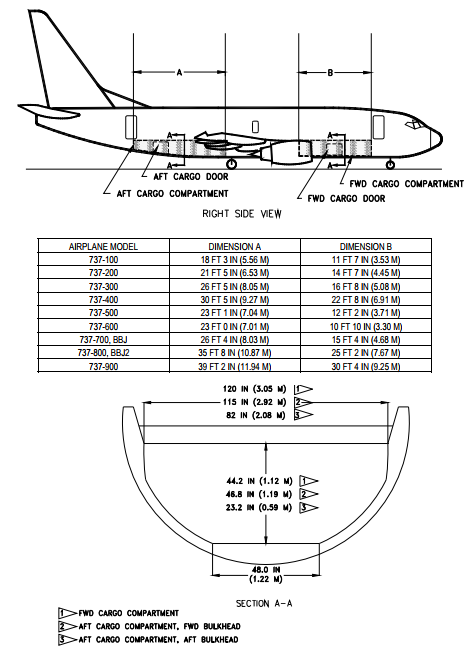 A
B
A
A
A
A
AFT CARGO DOOR
AFT CARGO COMPARTMENT
FWD CARGO COMPARTMENT
FWD CARGO DOOR
RIGHT SIDE VIEW
AIRPLANE MODEL DIMENSION A DIMENSION B
737-100 18 FT 3 IN (5.56 M) 11 FT 7 IN (3.53 M)
737-200 21 FT 5 IN (6.53 M) 14 FT 7 IN (4.45 M)
737-300 26 FT 5 IN (8.05 M) 16 FT 8 IN (5.08 M)
737-400 30 FT 5 IN (9.27 M) 22 FT 8 IN (6.91 M)
737-500 23 FT 1 IN (7.04 M) 12 FT 2 IN (3.71 M)
737-600 23 FT 0 IN (7.01 M) 10 FT 10 IN (3.30 M)
737-700, BBJ 26 FT 4 IN (8.03 M) 15 FT 4 IN (4.68 M)
737-800, BBJ2 35 FT 8 IN (10.87 M) 25 FT 2 IN (7.67 M)
737-900 39 FT 2 IN (11.94 M) 30 FT 4 IN (9.25 M)
120 IN (3.05 M) 1
115 IN (2.92 M) 2
82 IN (2.08 M) 3
44.2 IN (1.12 M) 1
46.8 IN (1.19 M) 2
23.2 IN (0.59 M) 3
48.0 IN
(1.22 M)
SECTION A-A
1 FWD CARGO COMPARTMENT
2 AFT CARGO COMPARTMENT, FWD BULKHEAD
3 AFT CARGO COMPARTMENT, AFT BULKHEAD